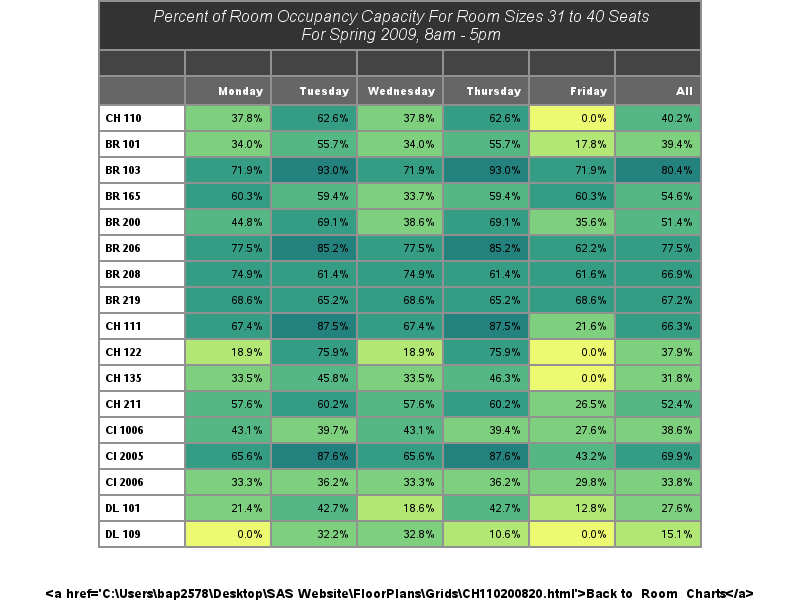 Percent of Room Occupancy Capacity For Room Sizes 31 to 40 Seats
For Spring 2009, 8am - 5pm
Monday Tuesday Wednesday Thursday Friday All
CH 110 37.8% 62.6% 37.8% 62.6% 0.0% 40.2%
BR 101 34.0% 55.7% 34.0% 55.7% 17.8% 39.4%
BR 103 71.9% 93.0% 71.9% 93.0% 71.9% 80.4%
BR 165 60.3% 59.4% 33.7% 59.4% 60.3% 54.6%
BR 200 44.8% 69.1% 38.6% 69.1% 35.6% 51.4%
BR 206 77.5% 85.2% 77.5% 85.2% 62.2% 77.5%
BR 208 74.9% 61.4% 74.9% 61.4% 61.6% 66.9%
BR 219 68.6% 65.2% 68.6% 65.2% 68.6% 67.2%
CH 111 67.4% 87.5% 67.4% 87.5% 21.6% 66.3%
CH 122 18.9% 75.9% 18.9% 75.9% 0.0% 37.9%
CH 135 33.5% 45.8% 33.5% 46.3% 0.0% 31.8%
CH 211 57.6% 60.2% 57.6% 60.2% 26.5% 52.4%
CI 1006 43.1% 39.7% 43.1% 39.4% 27.6% 38.6%
CI 2005 65.6% 87.6% 65.6% 87.6% 43.2% 69.9%
CI 2006 33.3% 36.2% 33.3% 36.2% 29.8% 33.8%
DL 101 21.4% 42.7% 18.6% 42.7% 12.8% 27.6%
DL 109 0.0% 32.2% 32.8% 10.6% 0.0% 15.1%
<a href='C:\Users\bap2578\Desktop\SAS Website\FloorPlans\Grids\CH110200820.html'>Back to Room Charts</a>